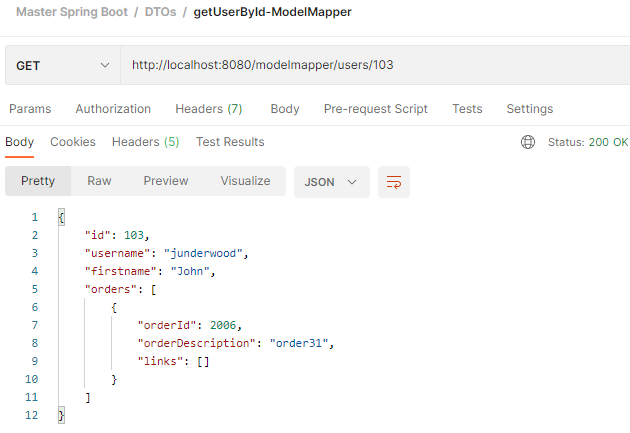 Master Spring Boot / DTOs / getUserById-ModelMapper
GET http://localhost:8080/modelmapper/users/103
Params Authorization Headers (7) Body Pre-request Script Tests Settings
Body Cookies Headers (5) Test Results Status: 200 OK
Pretty Raw Preview Visualize JSON
1 {
2 "id": 103,
3 "username": "junderwood",
4 "firstname": "John",
5 "orders": [
6 {
7 "orderId": 2006,
8 "orderDescription": "order31",
9 "links": []
10 }
11 ]
12 }